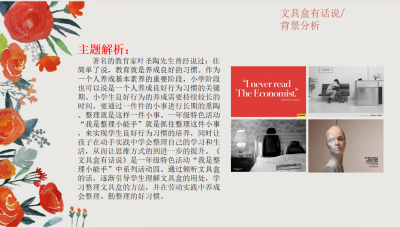 文具盒有话说/
背景分析
主题解析：
著名的教育家叶圣陶先生曾经说过：往
简单了说，教育就是养成良好的习惯，作为
一个人养成基本素养的重要阶段，小学阶段
也可以说是一个人养成良好行为习惯的关键
期。小学生良好行为的养成需要持续较长的
时间，要通过一件件的小事进行长期的熏陶
。整理就是这样一件小事，一年级特色活动
“我是整理小能手”就是抓住整理这件小事
，来实现学生良好行为习惯的培养，同时让
孩子在动手实践中学会整理自己的学习和生
活，从而让思维方式的到进一步的提升。《
文具盒有话说》是一年级特色活动“我是整
理小能手”中系列活动四，通过倾听文具盒
的话，逐渐引导学生理解文具盒的用处，学
习整理文具盒的方法，并在劳动实践中养成
会整理、勤整理的好习惯。
"I never read
The Economist."